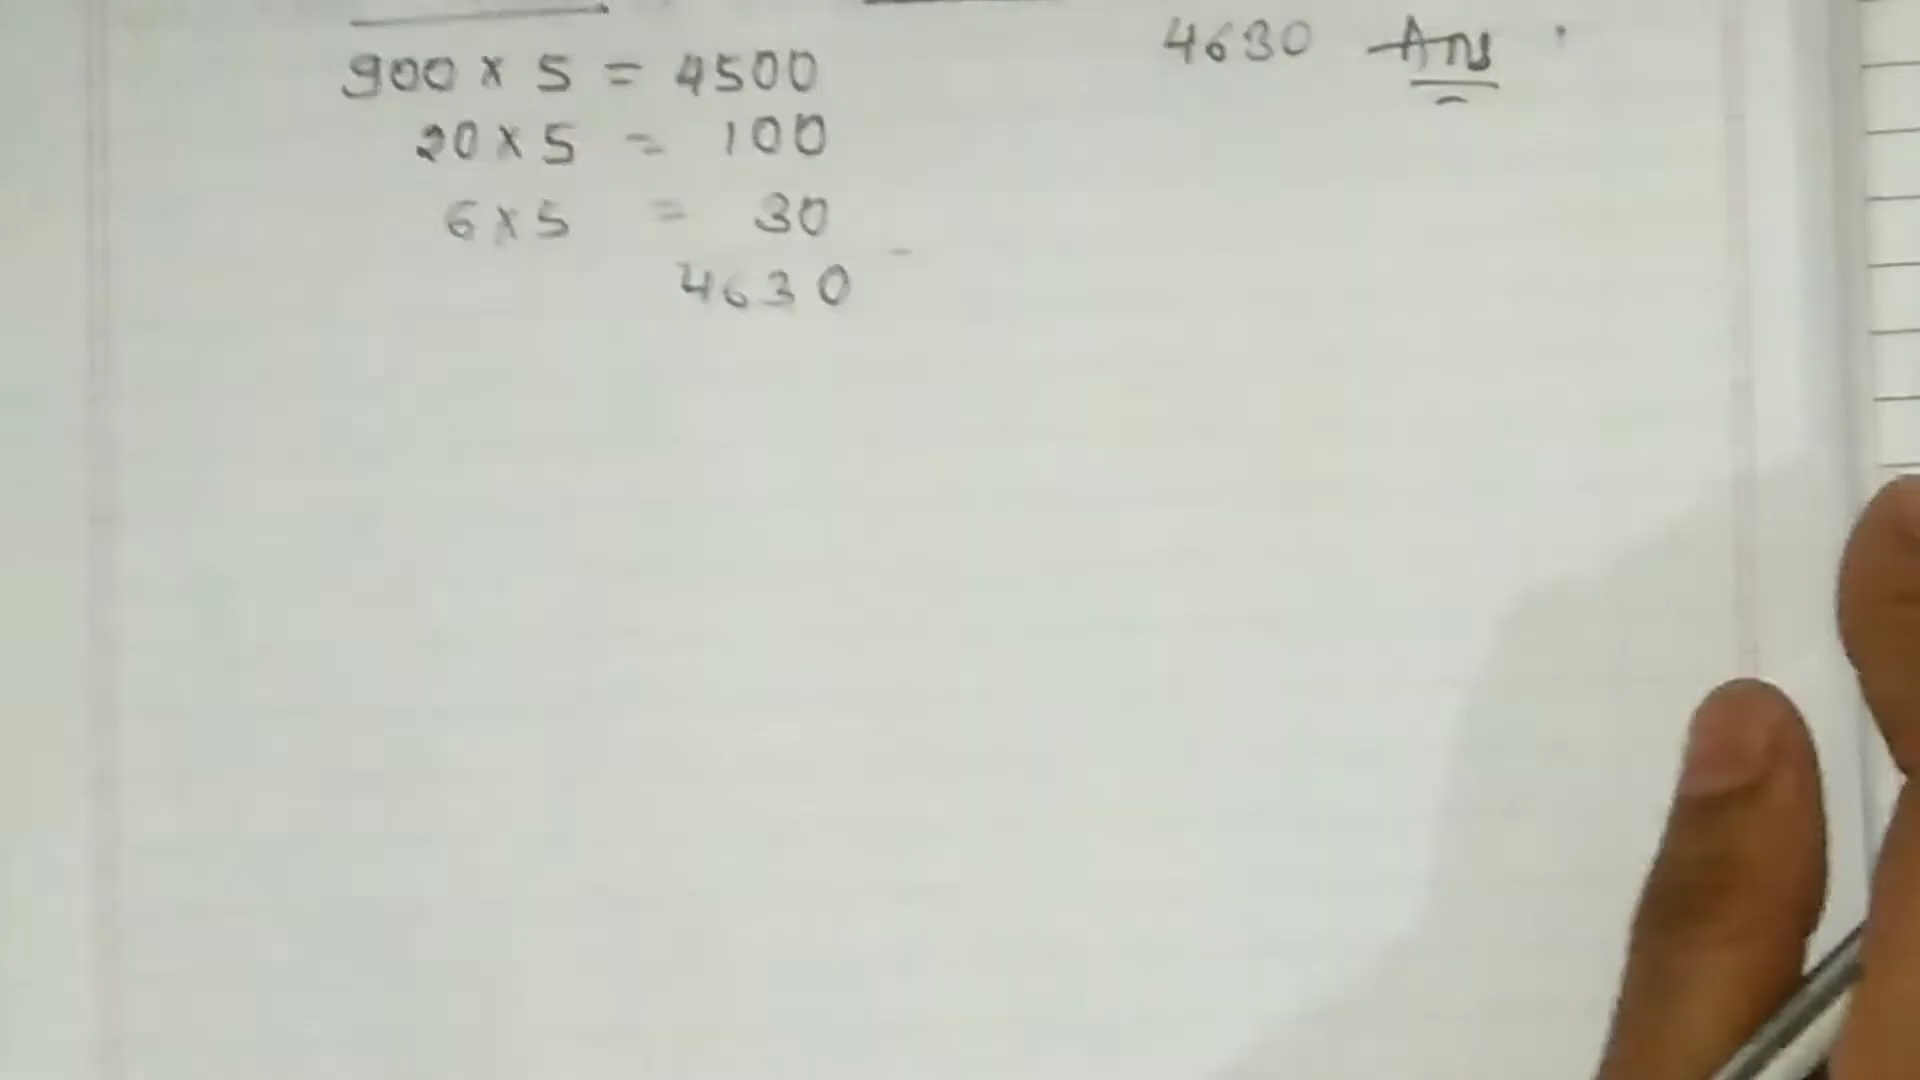 900 × 5 = 4500
20 × 5 = 100
6 × 5 = 30
4630
4630 Ans